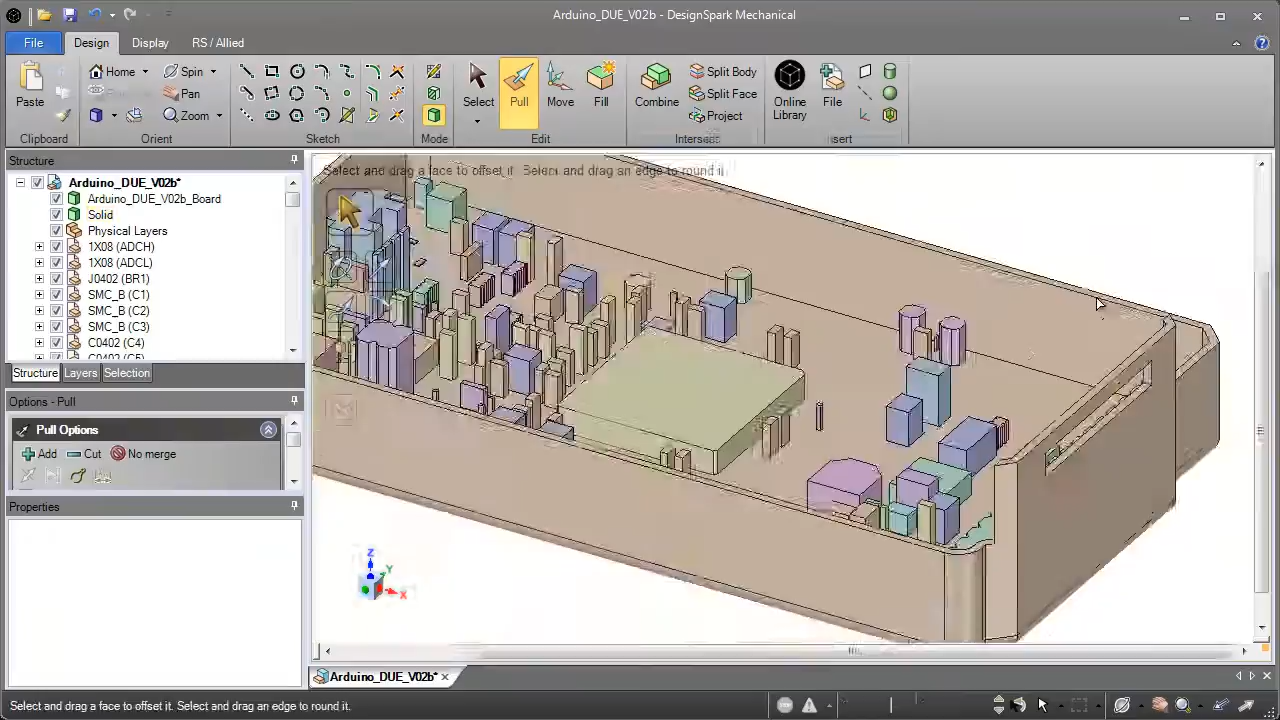 Arduino_DUE_V02b - DesignSpark Mechanical
File
Design
Display
RS / Allied
Paste
Home
Spin
Pan
Zoom
Select
Pull
Move
Fill
Combine
Split Body
Split Face
Project
Online Library
File
Clipboard
Orient
Sketch
Mode
Edit
Intersect
Insert
Structure
Arduino_DUE_V02b*
Arduino_DUE_V02b_Board
Solid
Physical Layers
1X08 (ADCH)
1X08 (ADCL)
J0402 (BR1)
SMC_B (C1)
SMC_B (C2)
SMC_B (C3)
C0402 (C4)
C0402 (C5)
Structure
Layers
Selection
Options - Pull
Pull Options
Add
Cut
No merge
Properties
Select and drag a face to offset it. Select and drag an edge to round it.
Z
Y
X
Arduino_DUE_V02b*
Select and drag a face to offset it. Select and drag an edge to round it.